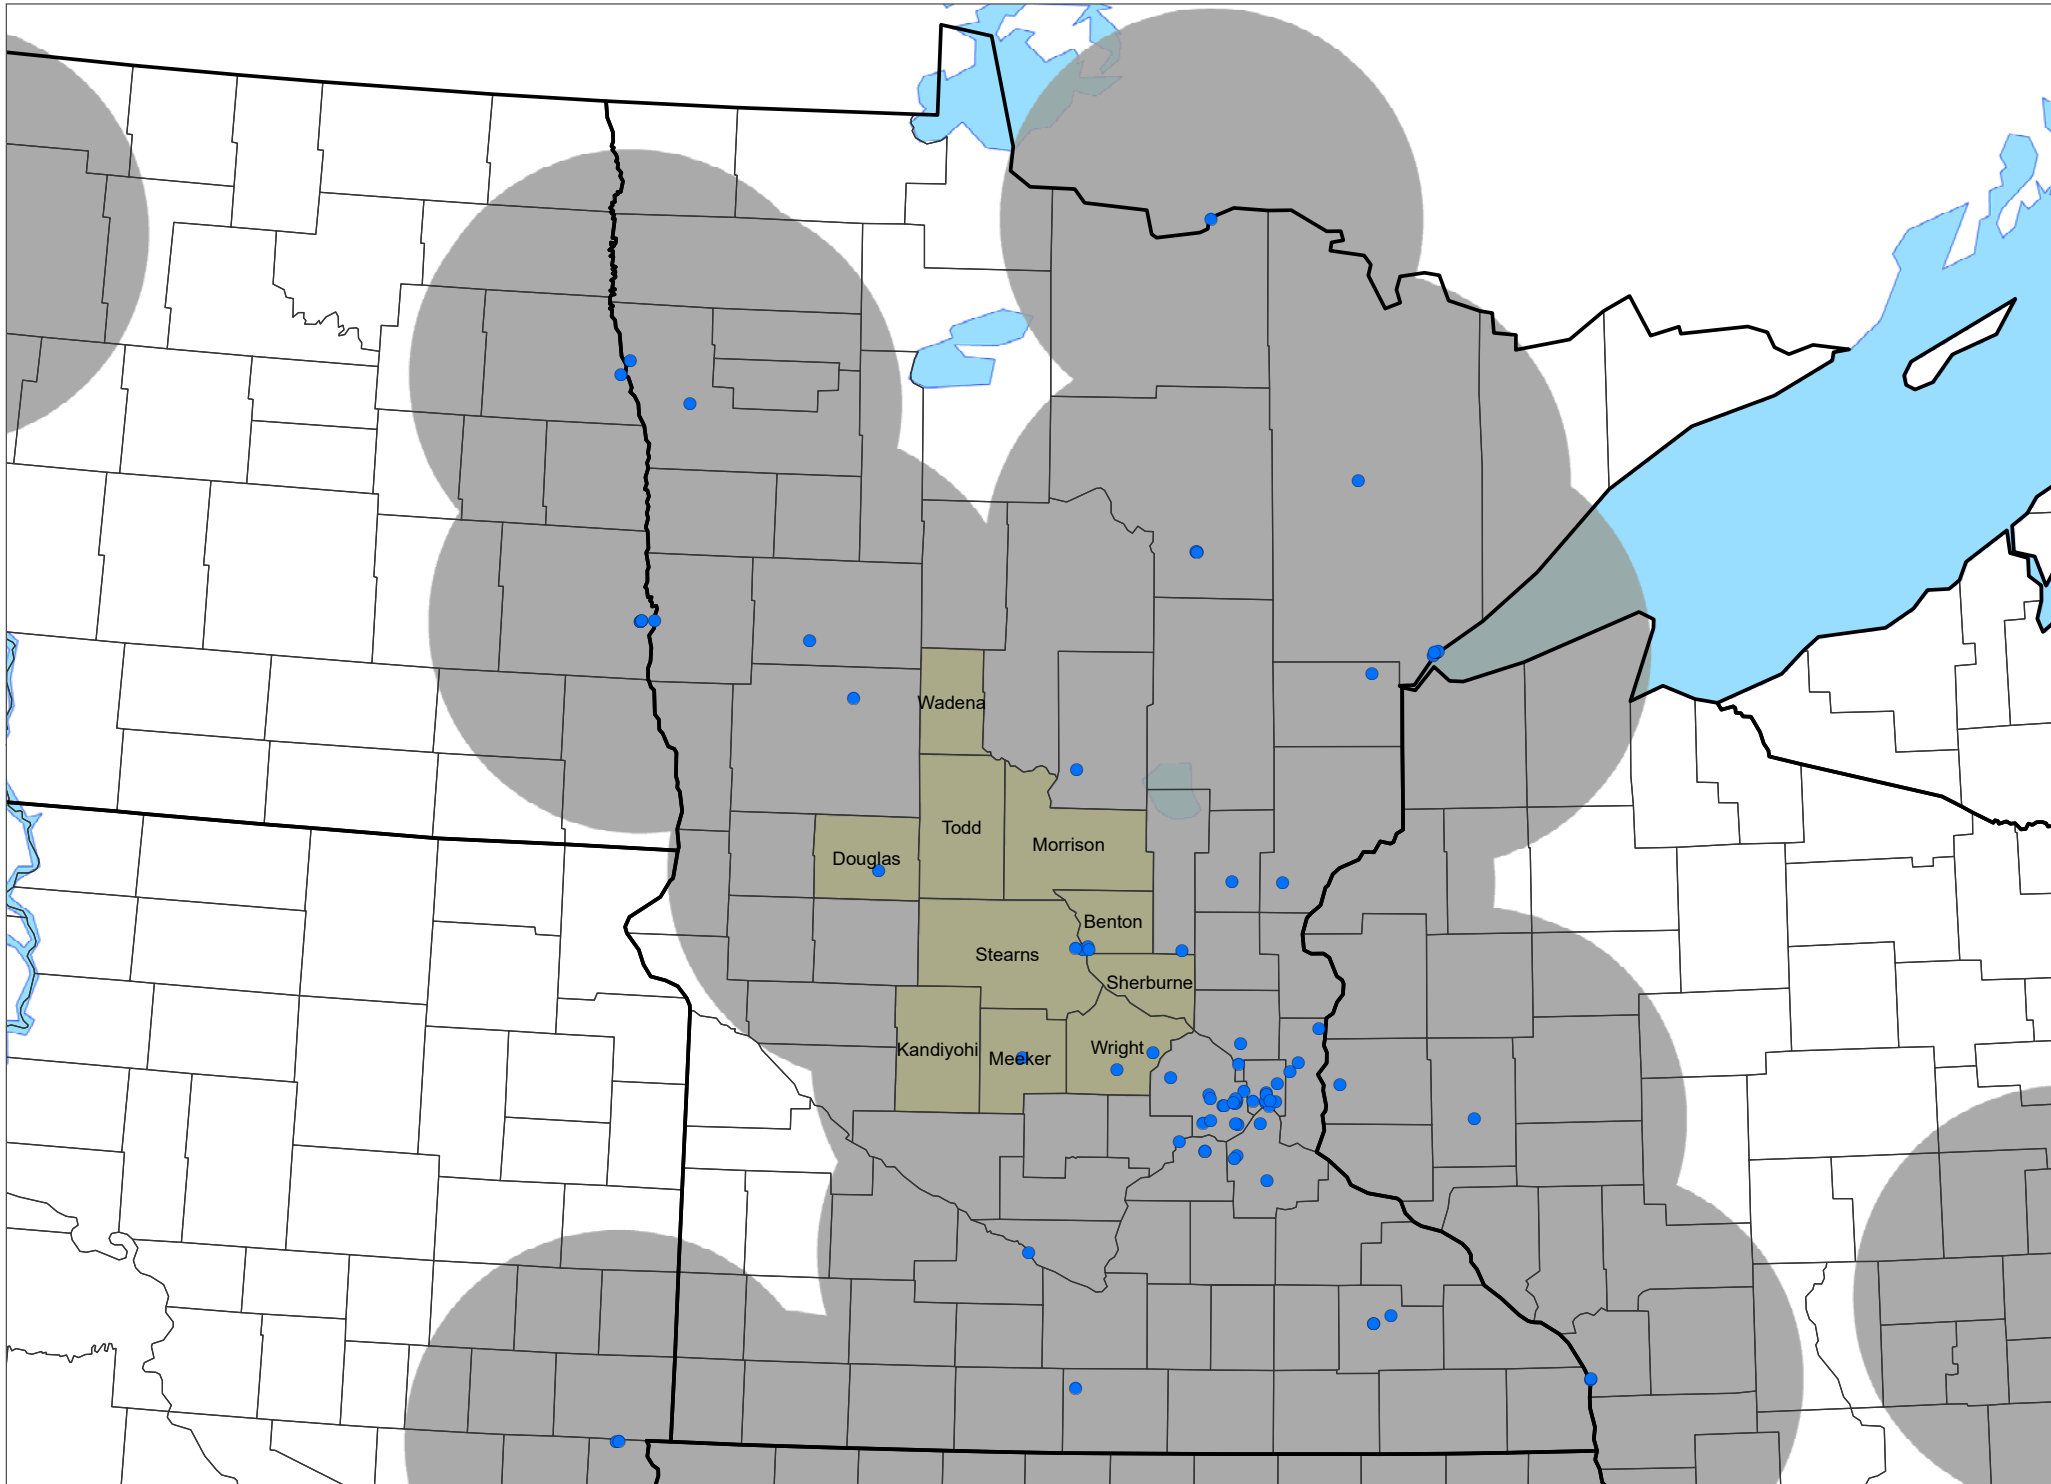 Wadena
Todd
Morrison
Douglas
Benton
Stearns
Sherburne
Kandiyohi
Meeker
Wright